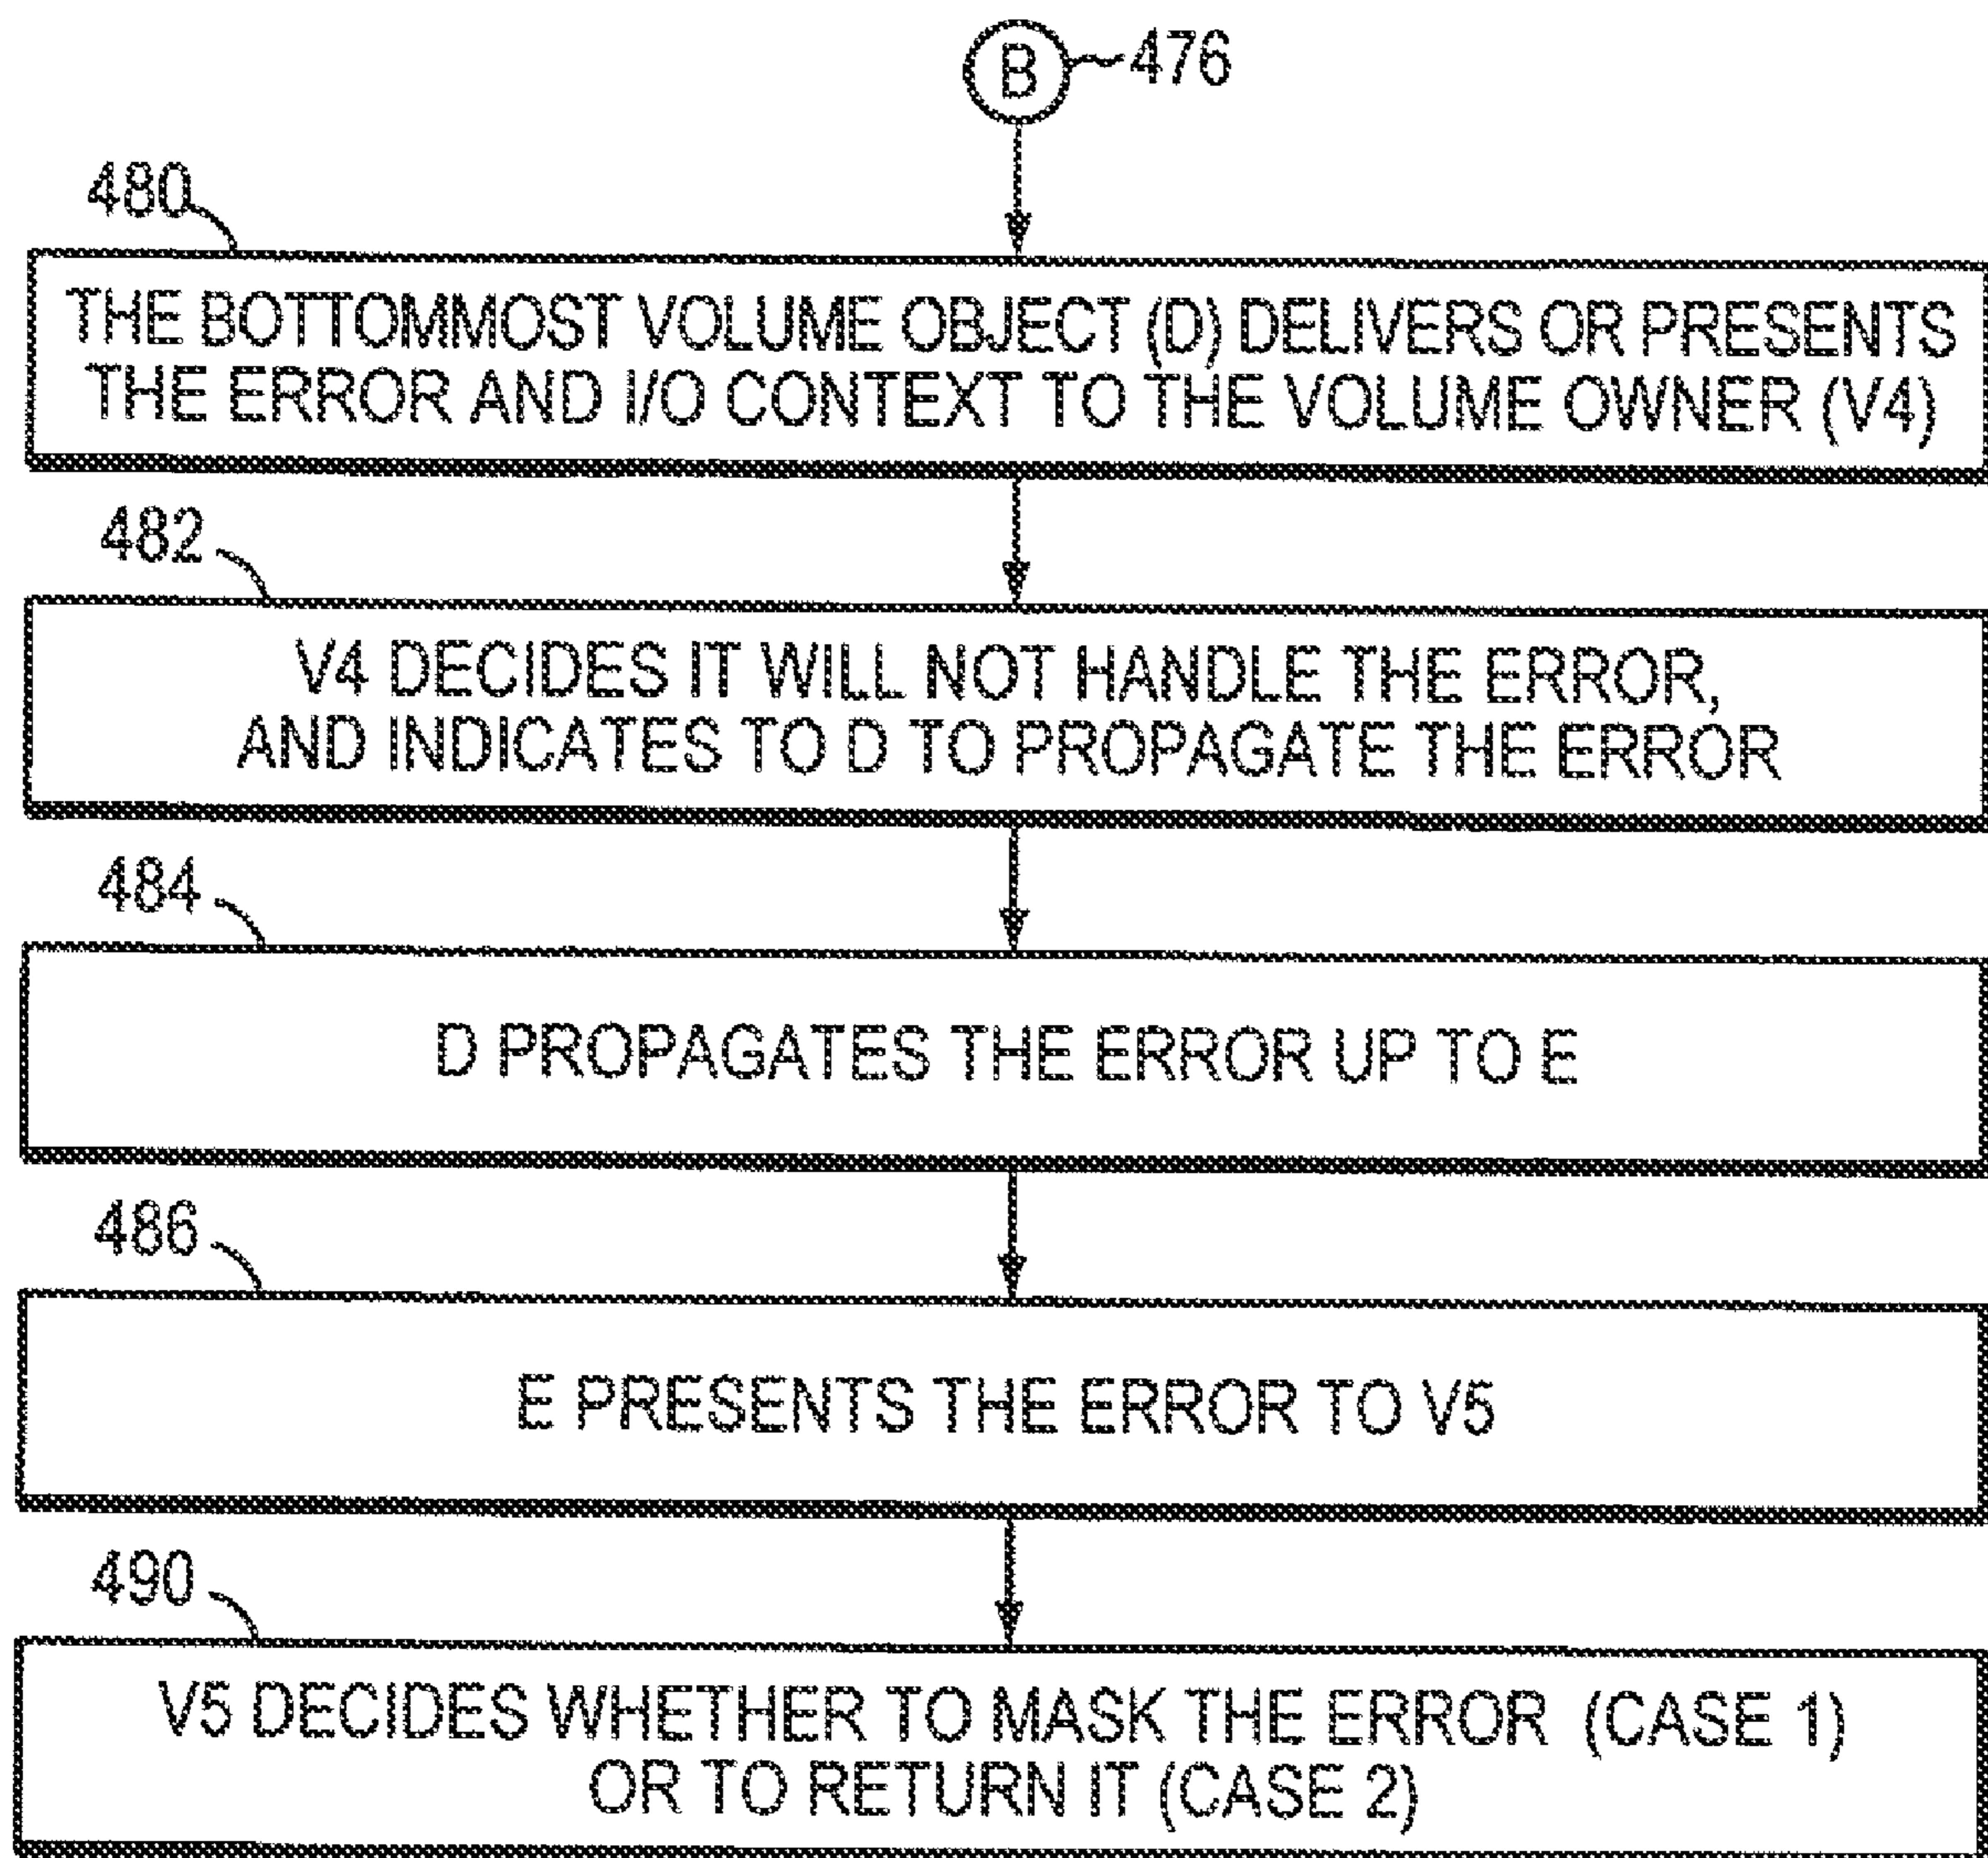 B 476
480
THE BOTTOMMOST VOLUME OBJECT (D) DELIVERS OR PRESENTS
THE ERROR AND I/O CONTEXT TO THE VOLUME OWNER (V4)
482
V4 DECIDES IT WILL NOT HANDLE THE ERROR,
AND INDICATES TO D TO PROPAGATE THE ERROR
484
D PROPAGATES THE ERROR UP TO E
486
E PRESENTS THE ERROR TO V5
490
V5 DECIDES WHETHER TO MASK THE ERROR (CASE 1)
OR TO RETURN IT (CASE 2)